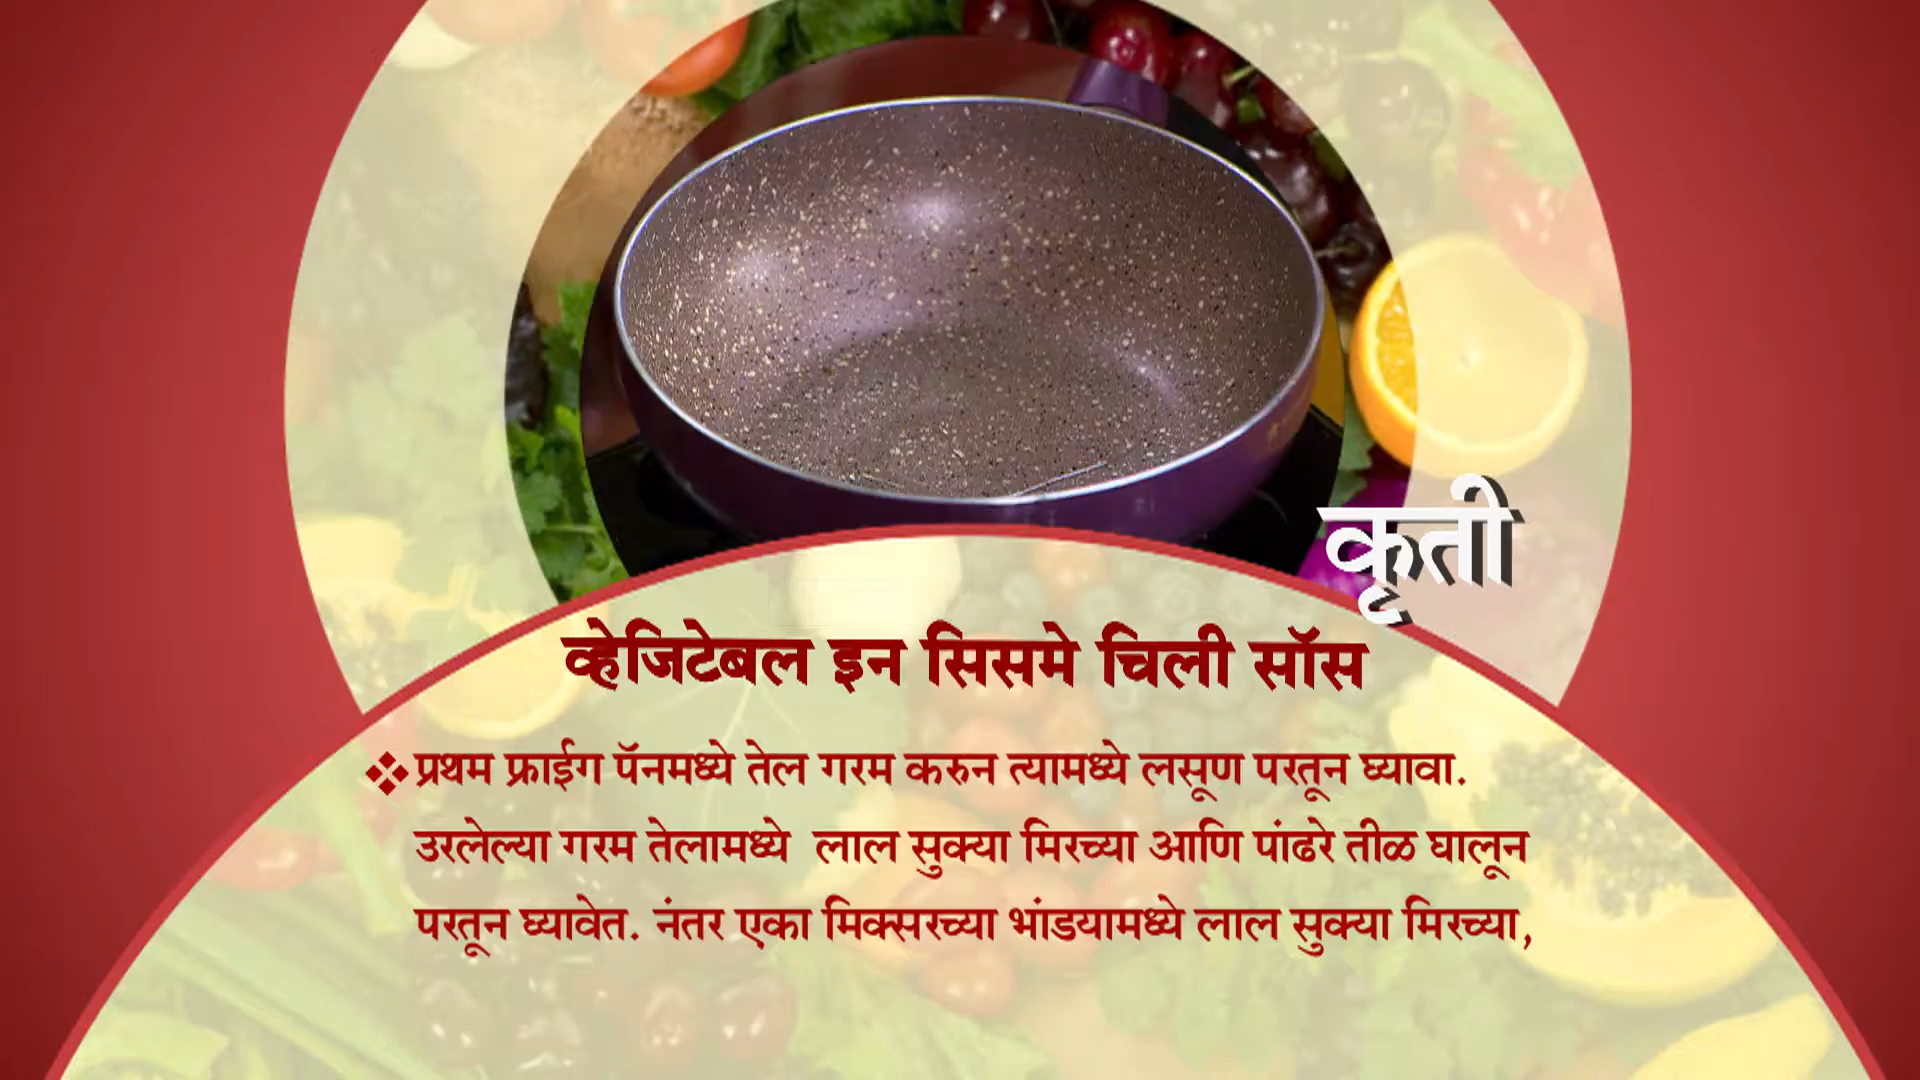 कृती
व्हेजिटेबल इन सिसमे चिली सॉस
प्रथम फ्राईग पॅनमध्ये तेल गरम करुन त्यामध्ये लसूण परतून घ्यावा.
उरलेल्या गरम तेलामध्ये लाल सुक्या मिरच्या आणि पांढरे तीळ घालून
परतून घ्यावेत. नंतर एका मिक्सरच्या भांडयामध्ये लाल सुक्या मिरच्या,